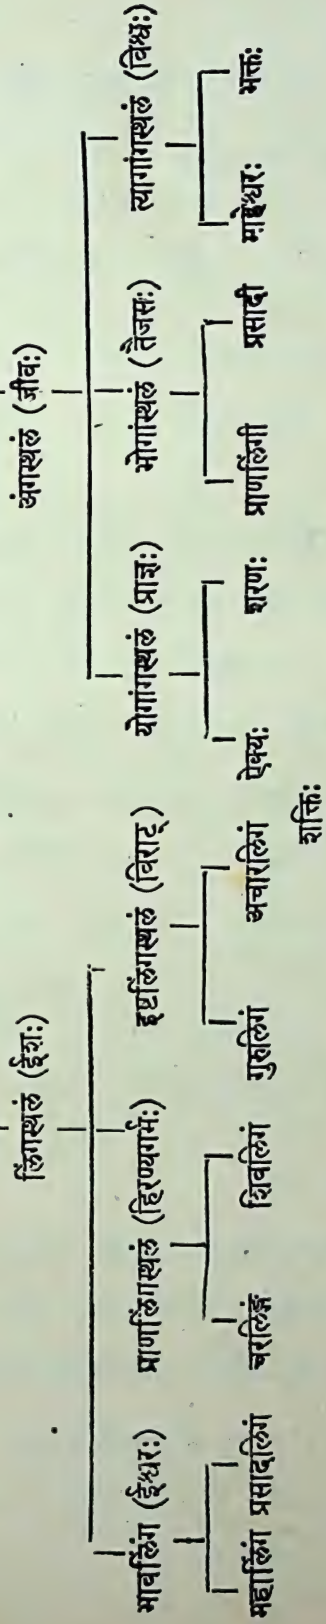 लिंगस्थलं (ईशः) अंगस्थलं (जीवः)
भावलिंगं (ईश्वरः) प्राणलिंगस्थलं (हिरण्यगर्भः) इष्टलिंगस्थलं (विराट्) योगांगस्थलं (प्राज्ञः) भोगांस्थलं (तैजसः) त्यागांगस्थलं (विश्वः)
महालिंगं प्रसादलिंगं चरलिङ्गं शिवलिंगं गुरुलिंगं अचारलिंगं ऐक्यः शरणः प्राणलिंगी प्रसादी माहेश्वरः भक्तः
शक्तिः